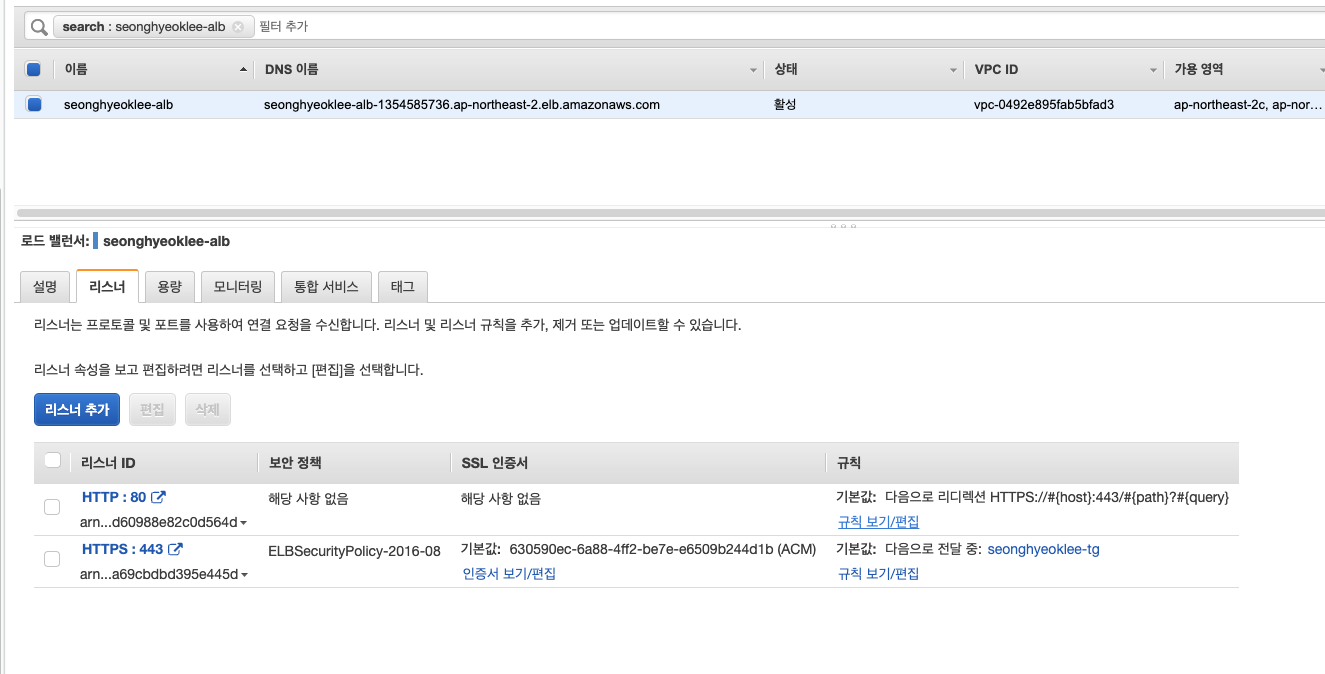 search : seonghyeoklee-alb 필터 추가
이름 DNS 이름 상태 VPC ID 가용 영역
seonghyeoklee-alb seonghyeoklee-alb-1354585736.ap-northeast-2.elb.amazonaws.com 활성 vpc-0492e895fab5bfad3 ap-northeast-2c, ap-nor…
로드 밸런서: seonghyeoklee-alb
설명 리스너 용량 모니터링 통합 서비스 태그
리스너는 프로토콜 및 포트를 사용하여 연결 요청을 수신합니다. 리스너 및 리스너 규칙을 추가, 제거 또는 업데이트할 수 있습니다.
리스너 속성을 보고 편집하려면 리스너를 선택하고 [편집]을 선택합니다.
리스너 추가 편집 삭제
리스너 ID 보안 정책 SSL 인증서 규칙
HTTP : 80 해당 사항 없음 해당 사항 없음 기본값: 다음으로 리디렉션 HTTPS://#{host}:443/#{path}?#{query}
arn...d60988e82c0d564d 규칙 보기/편집
HTTPS : 443 ELBSecurityPolicy-2016-08 기본값: 630590ec-6a88-4ff2-be7e-e6509b244d1b (ACM) 기본값: 다음으로 전달 중: seonghyeoklee-tg
arn...a69cbdbd395e445d 인증서 보기/편집 규칙 보기/편집